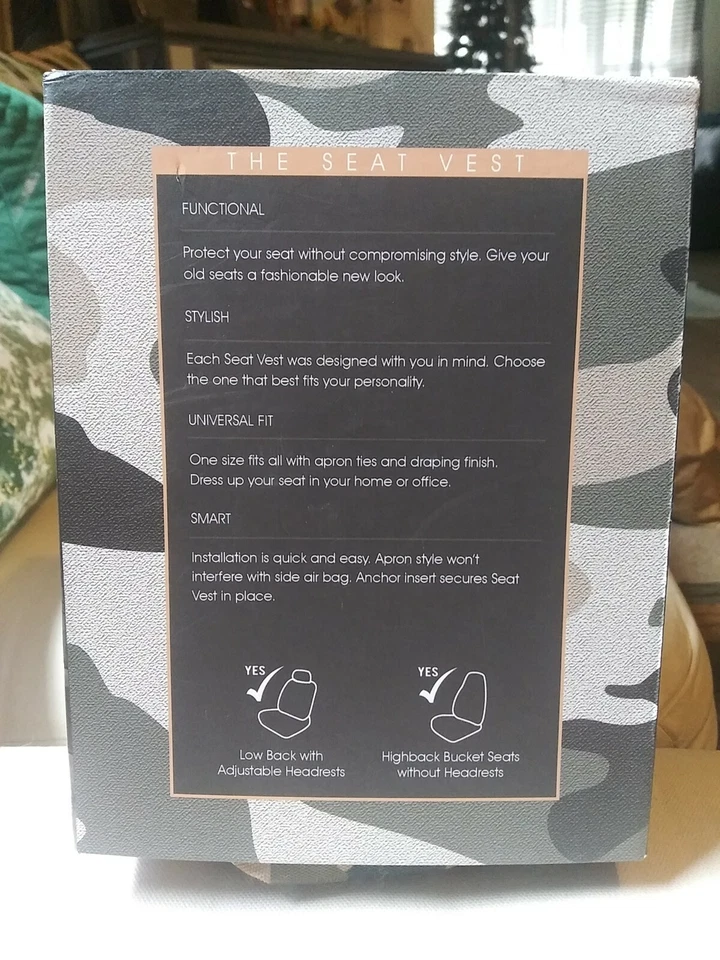 THE SEAT VEST
FUNCTIONAL
Protect your seat without compromising style. Give your
old seats a fashionable new look.
STYLISH
Each Seat Vest was designed with you in mind. Choose
the one that best fits your personality.
UNIVERSAL FIT
One size fits all with apron ties and draping finish.
Dress up your seat in your home or office.
SMART
Installation is quick and easy. Apron style won't
interfere with side air bag. Anchor insert secures Seat
Vest in place.
YES
Low Back with
Adjustable Headrests
YES
Highback Bucket Seats
without Headrests